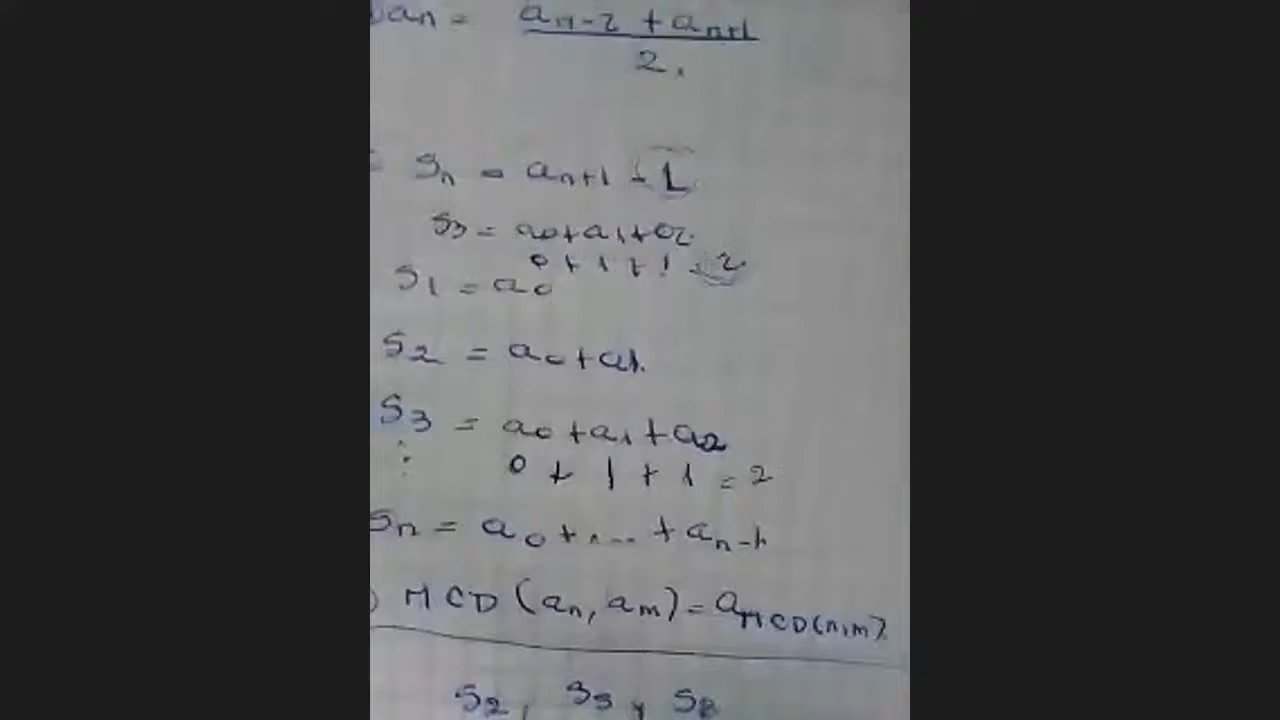 an = an-2 + an+1
2.
Sn = an+1 - 1
S3 = a0+a1+a2
0 + 1 + 1 = 2
S1 = a0
S2 = a0+a1.
S3 = a0+a1+a2
0 + 1 + 1 = 2
Sn = a0+....+an-1
) MCD (an, am) = aMCD(n,m)
S2, S5 y S8